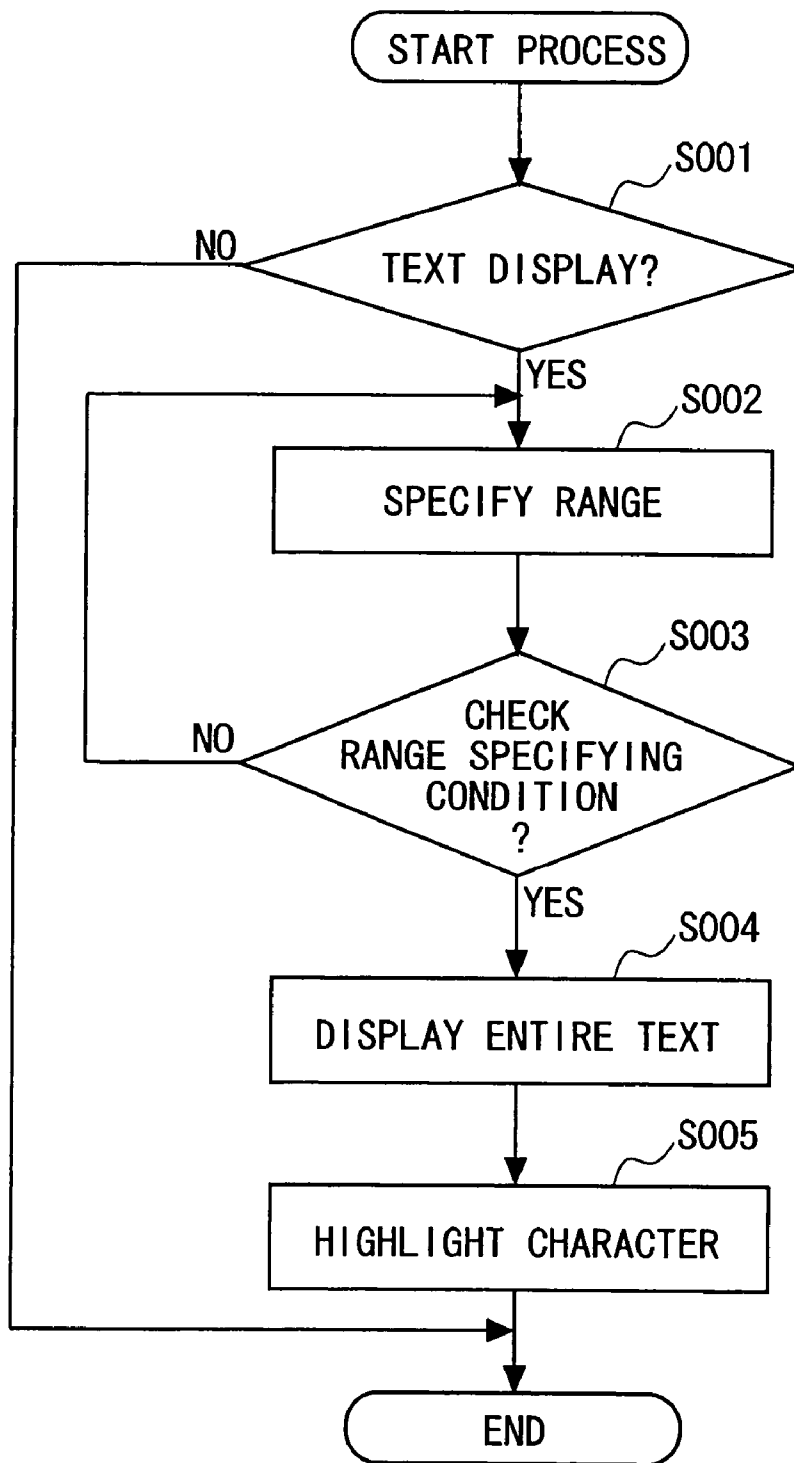 START PROCESS
S001
NO
TEXT DISPLAY?
YES
S002
SPECIFY RANGE
S003
CHECK
RANGE SPECIFYING
CONDITION
?
NO
YES
S004
DISPLAY ENTIRE TEXT
S005
HIGHLIGHT CHARACTER
END